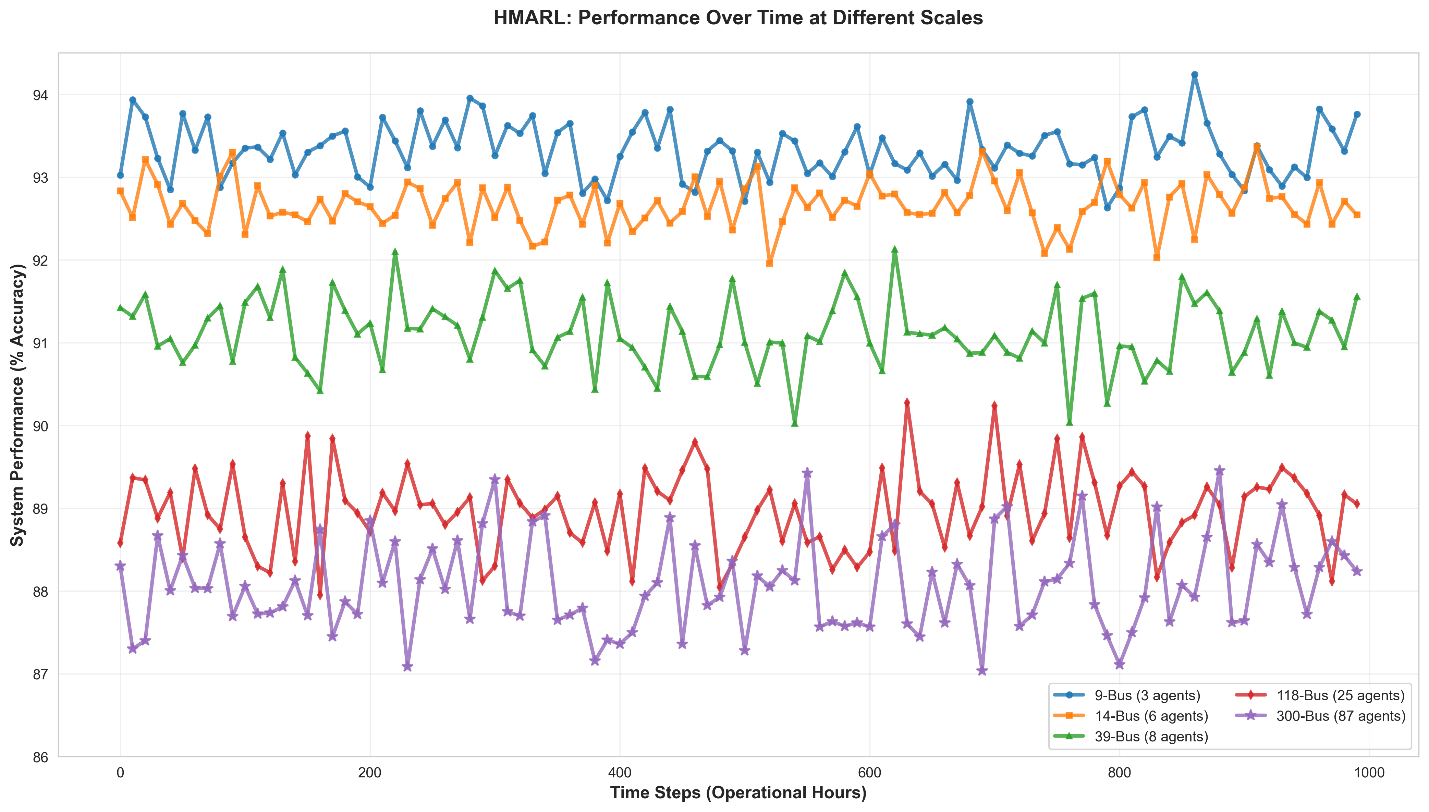 HMARL: Performance Over Time at Different Scales
System Performance (% Accuracy)
94
93
92
91
90
89
88
87
86
0
200
400
600
800
1000
Time Steps (Operational Hours)
9-Bus (3 agents)
14-Bus (6 agents)
39-Bus (8 agents)
118-Bus (25 agents)
300-Bus (87 agents)